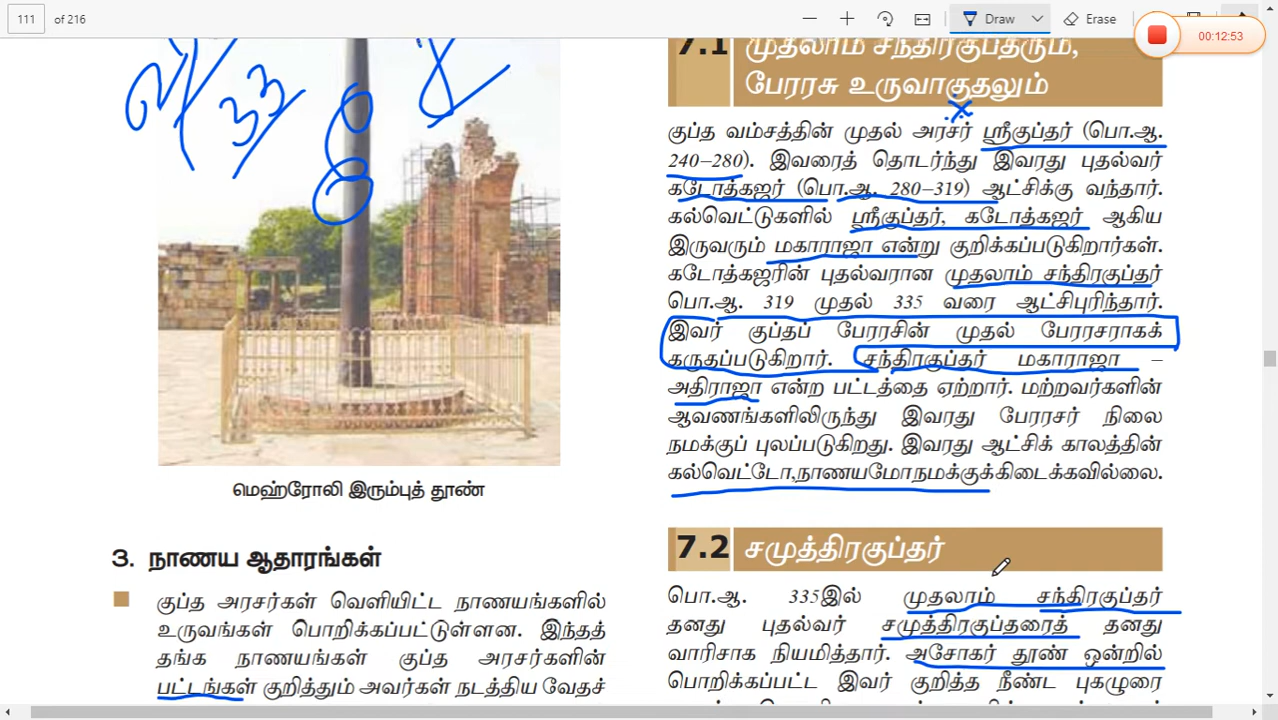 111 of 216
Draw
Erase
00:12:53
மெஹ்ரோலி இரும்புத் தூண்
3. நாணய ஆதாரங்கள்
குப்த அரசர்கள் வெளியிட்ட நாணயங்களில்
உருவங்கள் பொறிக்கப்பட்டுள்ளன. இந்தத்
தங்க நாணயங்கள் குப்த அரசர்களின்
பட்டங்கள் குறித்தும் அவர்கள் நடத்திய வேதச்
7.1 முதலாம் சந்திரகுப்தரும்,
பேரரசு உருவாகுதலும்
குப்த வம்சத்தின் முதல் அரசர் ஸ்ரீகுப்தர் (பொ.ஆ.
240–280). இவரைத் தொடர்ந்து இவரது புதல்வர்
கடோத்கஜர் (பொ.ஆ. 280–319) ஆட்சிக்கு வந்தார்.
கல்வெட்டுகளில் ஸ்ரீகுப்தர், கடோத்கஜர் ஆகிய
இருவரும் மகாராஜா என்று குறிக்கப்படுகிறார்கள்.
கடோத்கஜரின் புதல்வரான முதலாம் சந்திரகுப்தர்
பொ.ஆ. 319 முதல் 335 வரை ஆட்சிபுரிந்தார்.
இவர் குப்தப் பேரரசின் முதல் பேரரசராகக்
கருதப்படுகிறார். சந்திரகுப்தர் மகாராஜா –
அதிராஜா என்ற பட்டத்தை ஏற்றார். மற்றவர்களின்
ஆவணங்களிலிருந்து இவரது பேரரசர் நிலை
நமக்குப் புலப்படுகிறது. இவரது ஆட்சிக் காலத்தின்
கல்வெட்டோ,நாணயமோநமக்குக்கிடைக்கவில்லை.
7.2 சமுத்திரகுப்தர்
பொ.ஆ. 335இல் முதலாம் சந்திரகுப்தர்
தனது புதல்வர் சமுத்திரகுப்தரைத் தனது
வாரிசாக நியமித்தார். அசோகர் தூண் ஒன்றில்
பொறிக்கப்பட்ட இவர் குறித்த நீண்ட புகழுரை